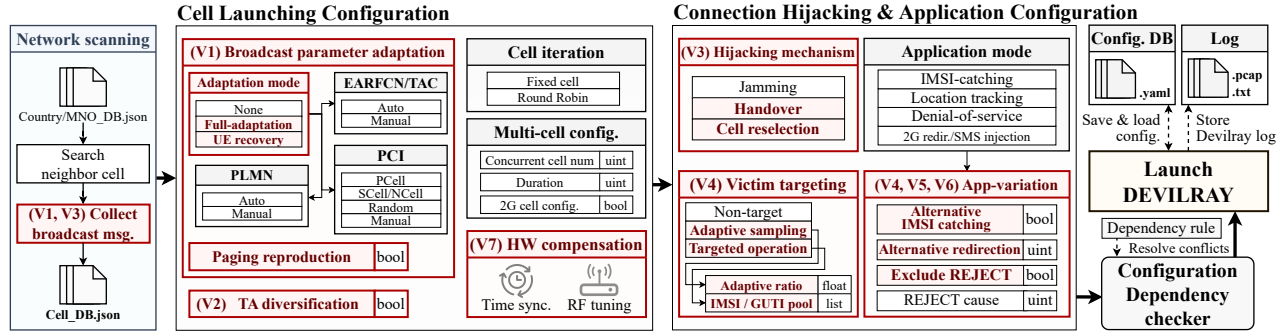 Cell Launching Configuration
Connection Hijacking & Application Configuration
Network scanning
Country/MNO_DB.json
Search
neighbor cell
(V1, V3) Collect
broadcast msg.
Cell_DB.json
(V1) Broadcast parameter adaptation
Adaptation mode
None
Full-adaptation
UE recovery
EARFCN/TAC
Auto
Manual
PLMN
Auto
Manual
PCI
PCell
SCell/NCell
Random
Manual
Paging reproduction
bool
(V2) TA diversification
bool
Cell iteration
Fixed cell
Round Robin
Multi-cell config.
Concurrent cell num
uint
Duration
uint
2G cell config.
bool
(V7) HW compensation
Time sync.
RF tuning
(V3) Hijacking mechanism
Jamming
Handover
Cell reselection
Application mode
IMSI-catching
Location tracking
Denial-of-service
2G redir./SMS injection
(V4) Victim targeting
Non-target
Adaptive sampling
Targeted operation
Adaptive ratio
float
IMSI / GUTI pool
list
(V4, V5, V6) App-variation
Alternative
IMSI catching
bool
Alternative redirection
uint
Exclude REJECT
bool
REJECT cause
uint
Config. DB
.yaml
Log
.pcap
.txt
Save & load
config.
Store
Devilray log
Launch
DEVILRAY
Dependency rule
Resolve conflicts
Configuration
Dependency
checker